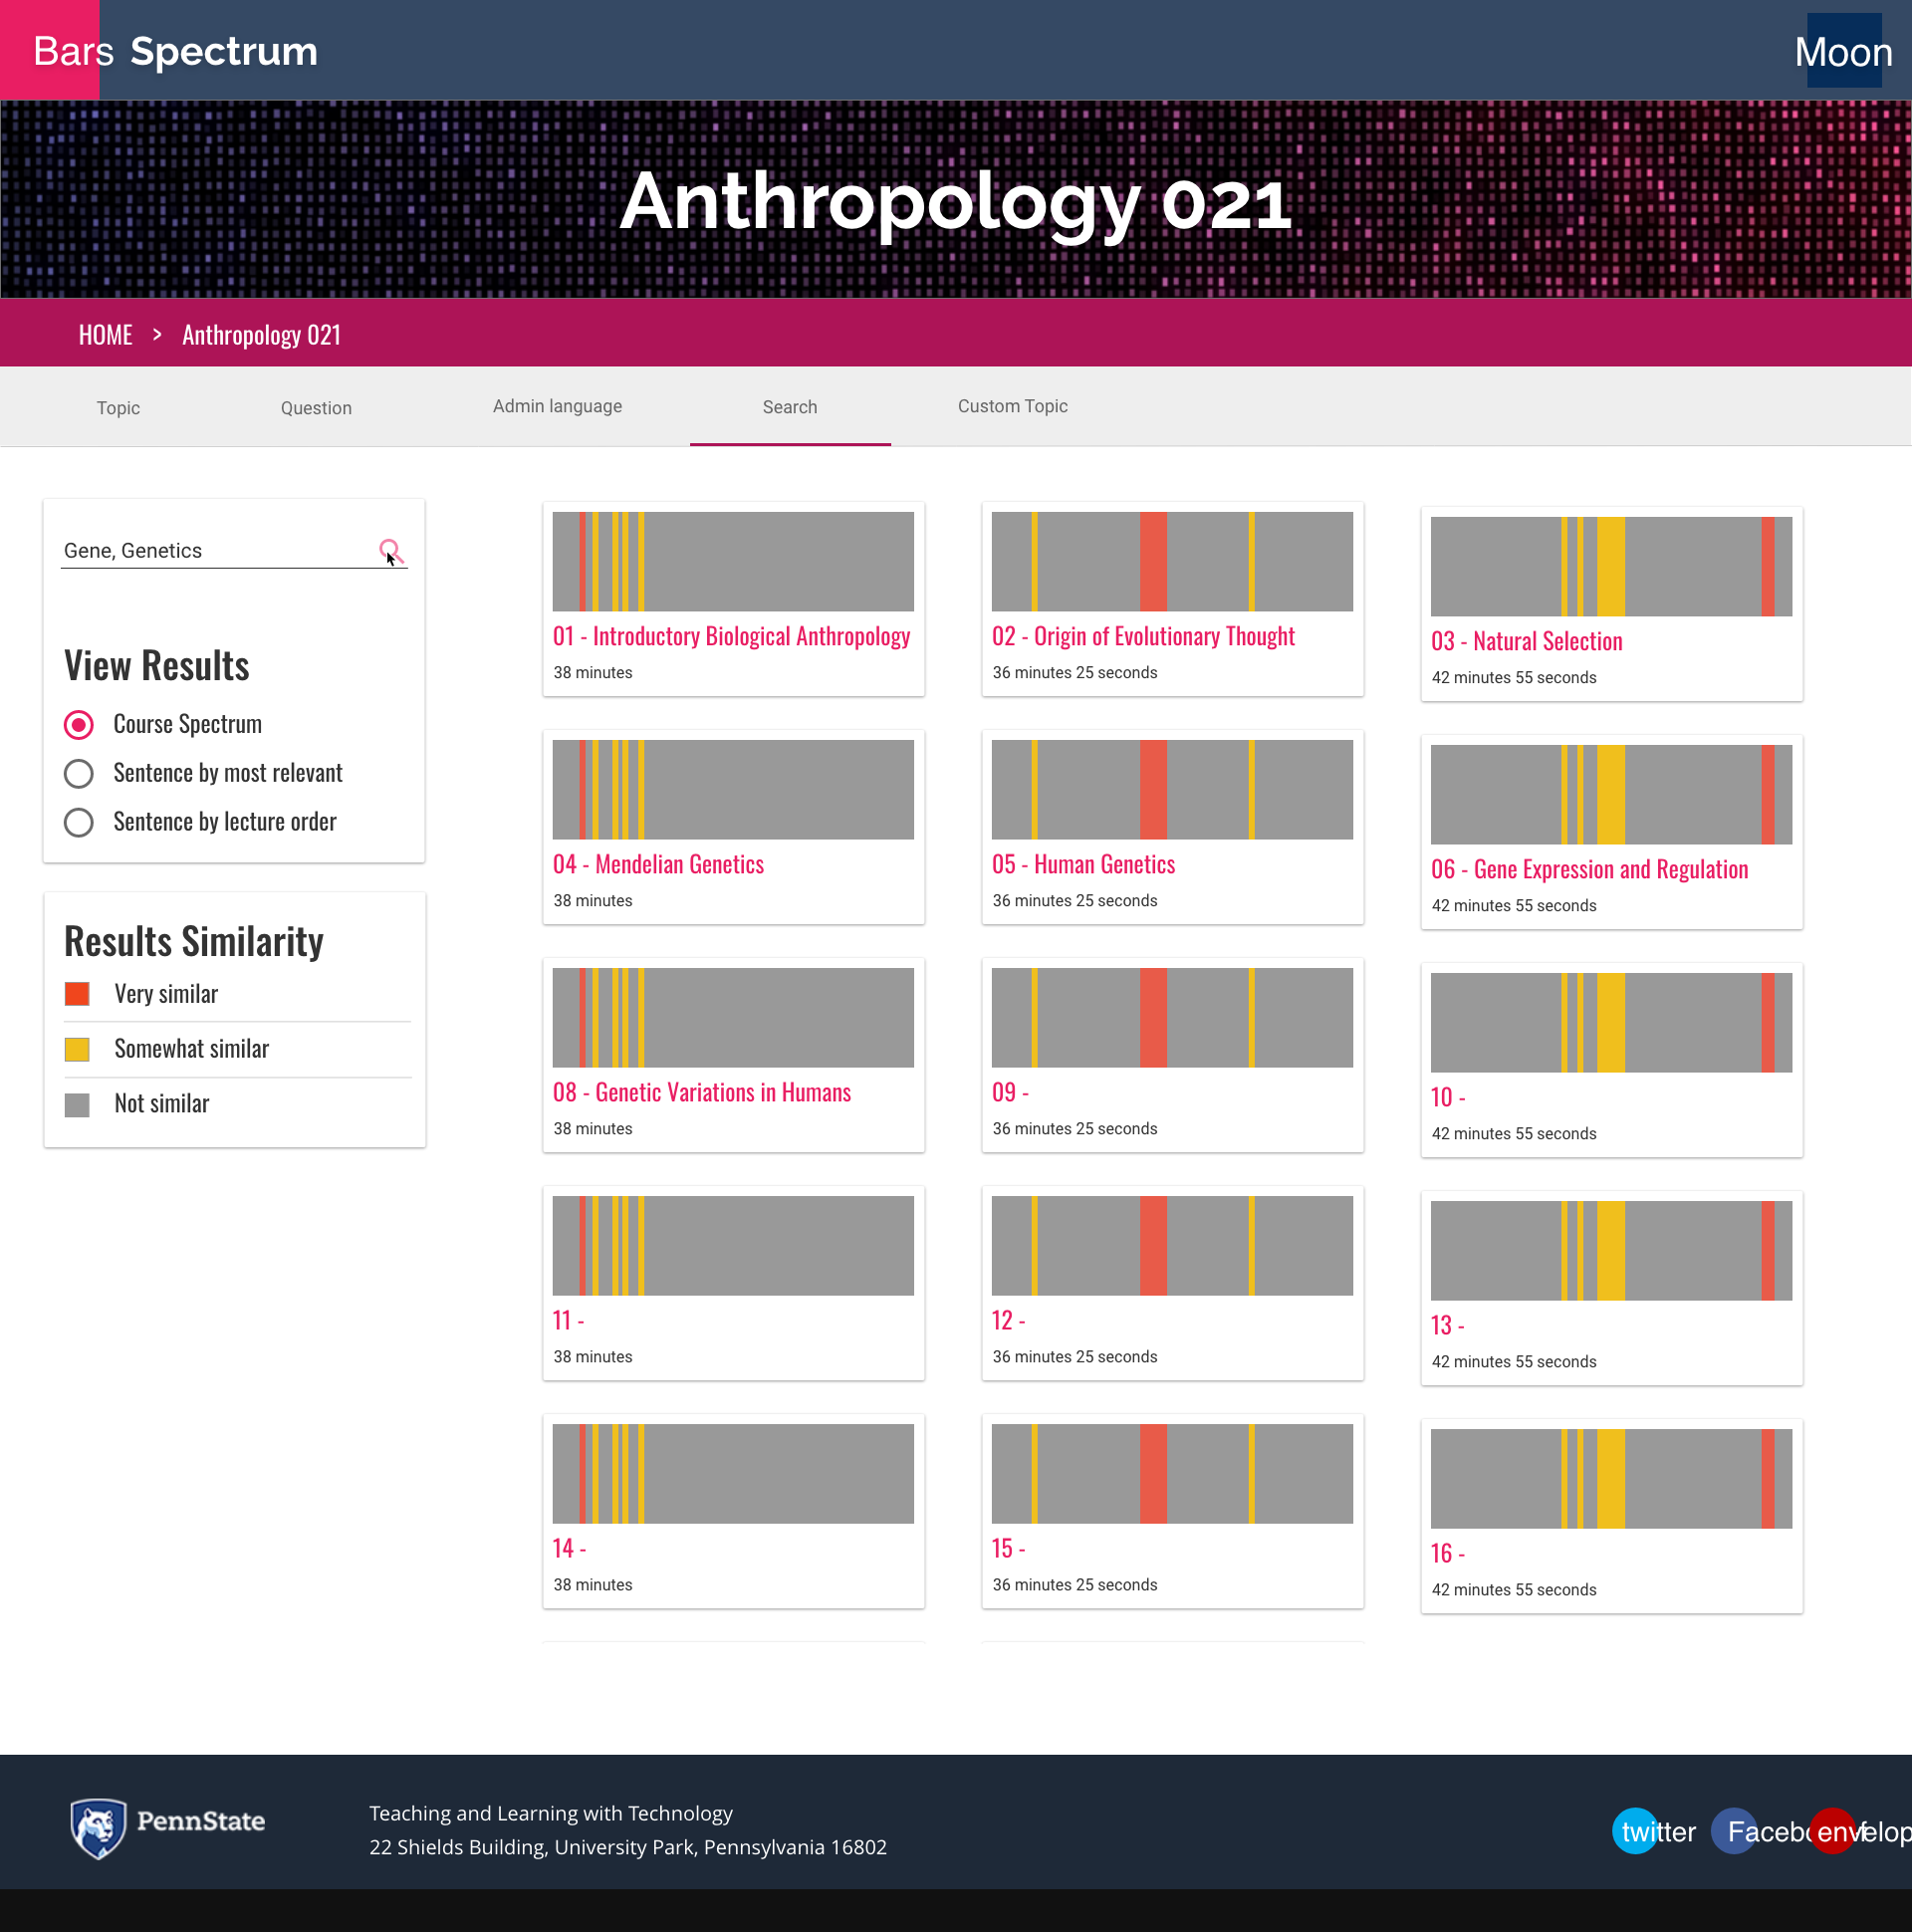 Bars Spectrum
Moon
Anthropology 021
HOME > Anthropology 021
Topic
Question
Admin language
Search
Custom Topic
Gene, Genetics
View Results
Course Spectrum
Sentence by most relevant
Sentence by lecture order
Results Similarity
Very similar
Somewhat similar
Not similar
01 - Introductory Biological Anthropology
38 minutes
02 - Origin of Evolutionary Thought
36 minutes 25 seconds
03 - Natural Selection
42 minutes 55 seconds
04 - Mendelian Genetics
38 minutes
05 - Human Genetics
36 minutes 25 seconds
06 - Gene Expression and Regulation
42 minutes 55 seconds
08 - Genetic Variations in Humans
38 minutes
09 -
36 minutes 25 seconds
10 -
42 minutes 55 seconds
11 -
38 minutes
12 -
36 minutes 25 seconds
13 -
42 minutes 55 seconds
14 -
38 minutes
15 -
36 minutes 25 seconds
16 -
42 minutes 55 seconds
PennState
Teaching and Learning with Technology
22 Shields Building, University Park, Pennsylvania 16802
twitter